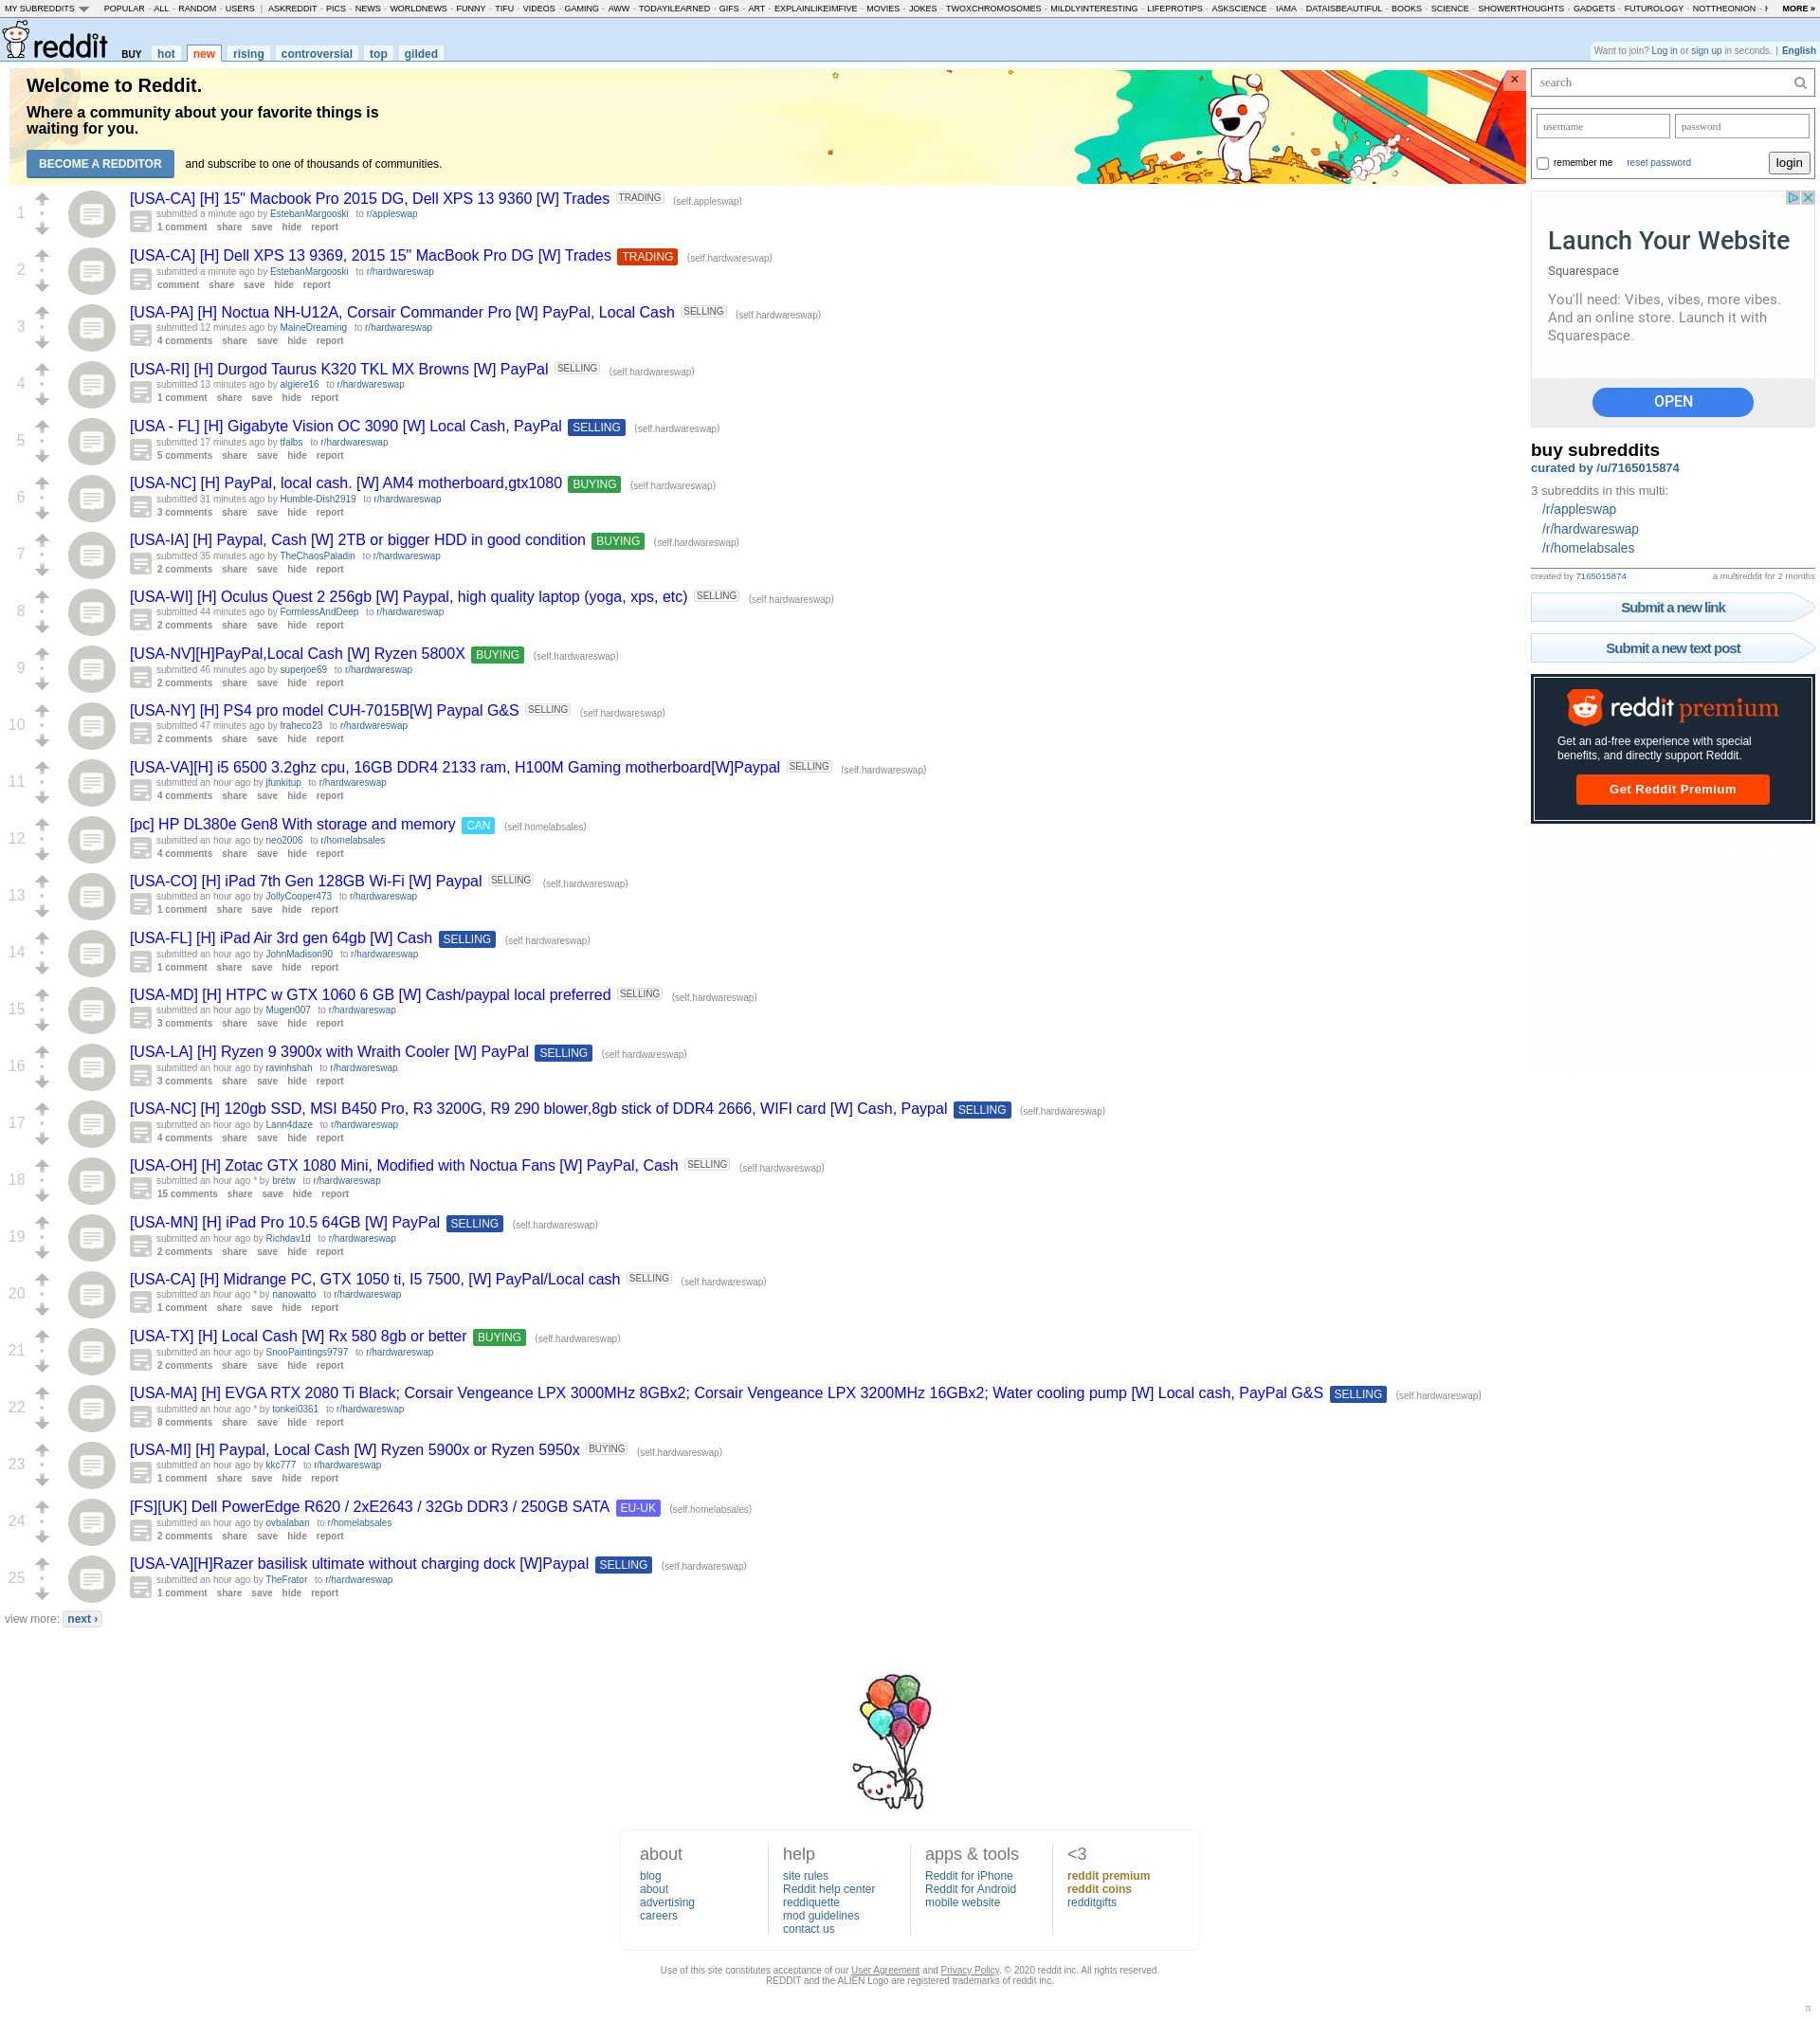 MY SUBREDDITS POPULAR - ALL - RANDOM - USERS | ASKREDDIT - PICS - NEWS - WORLDNEWS - FUNNY - TIFU - VIDEOS - GAMING - AWW - TODAYILEARNED - GIFS - ART - EXPLAINLIKEIMFIVE - MOVIES - JOKES - TWOXCHROMOSOMES - MILDLYINTERESTING - LIFEPROTIPS - ASKSCIENCE - IAMA - DATAISBEAUTIFUL - BOOKS - SCIENCE - SHOWERTHOUGHTS - GADGETS - FUTUROLOGY - NOTTHEONION - MORE »
reddit BUY hot new rising controversial top gilded
Want to join? Log in or sign up in seconds. | English
Welcome to Reddit.
Where a community about your favorite things is
waiting for you.
BECOME A REDDITOR and subscribe to one of thousands of communities.
×
1
[USA-CA] [H] 15" Macbook Pro 2015 DG, Dell XPS 13 9360 [W] Trades TRADING (self.appleswap)
submitted a minute ago by EstebanMargooski to r/appleswap
1 comment share save hide report
2
[USA-CA] [H] Dell XPS 13 9369, 2015 15" MacBook Pro DG [W] Trades TRADING (self.hardwareswap)
submitted a minute ago by EstebanMargooski to r/hardwareswap
comment share save hide report
3
[USA-PA] [H] Noctua NH-U12A, Corsair Commander Pro [W] PayPal, Local Cash SELLING (self.hardwareswap)
submitted 12 minutes ago by MaineDreaming to r/hardwareswap
4 comments share save hide report
4
[USA-RI] [H] Durgod Taurus K320 TKL MX Browns [W] PayPal SELLING (self.hardwareswap)
submitted 13 minutes ago by algiere16 to r/hardwareswap
1 comment share save hide report
5
[USA - FL] [H] Gigabyte Vision OC 3090 [W] Local Cash, PayPal SELLING (self.hardwareswap)
submitted 17 minutes ago by tfalbs to r/hardwareswap
5 comments share save hide report
6
[USA-NC] [H] PayPal, local cash. [W] AM4 motherboard,gtx1080 BUYING (self.hardwareswap)
submitted 31 minutes ago by Humble-Dish2919 to r/hardwareswap
3 comments share save hide report
7
[USA-IA] [H] Paypal, Cash [W] 2TB or bigger HDD in good condition BUYING (self.hardwareswap)
submitted 35 minutes ago by TheChaosPaladin to r/hardwareswap
2 comments share save hide report
8
[USA-WI] [H] Oculus Quest 2 256gb [W] Paypal, high quality laptop (yoga, xps, etc) SELLING (self.hardwareswap)
submitted 44 minutes ago by FormlessAndDeep to r/hardwareswap
2 comments share save hide report
9
[USA-NV][H]PayPal,Local Cash [W] Ryzen 5800X BUYING (self.hardwareswap)
submitted 46 minutes ago by superjoe69 to r/hardwareswap
2 comments share save hide report
10
[USA-NY] [H] PS4 pro model CUH-7015B[W] Paypal G&S SELLING (self.hardwareswap)
submitted 47 minutes ago by fraheco23 to r/hardwareswap
2 comments share save hide report
11
[USA-VA][H] i5 6500 3.2ghz cpu, 16GB DDR4 2133 ram, H100M Gaming motherboard[W]Paypal SELLING (self.hardwareswap)
submitted an hour ago by jfunkitup to r/hardwareswap
4 comments share save hide report
12
[pc] HP DL380e Gen8 With storage and memory CAN (self.homelabsales)
submitted an hour ago by neo2006 to r/homelabsales
4 comments share save hide report
13
[USA-CO] [H] iPad 7th Gen 128GB Wi-Fi [W] Paypal SELLING (self.hardwareswap)
submitted an hour ago by JollyCooper473 to r/hardwareswap
1 comment share save hide report
14
[USA-FL] [H] iPad Air 3rd gen 64gb [W] Cash SELLING (self.hardwareswap)
submitted an hour ago by JohnMadison90 to r/hardwareswap
1 comment share save hide report
15
[USA-MD] [H] HTPC w GTX 1060 6 GB [W] Cash/paypal local preferred SELLING (self.hardwareswap)
submitted an hour ago by Mugen007 to r/hardwareswap
3 comments share save hide report
16
[USA-LA] [H] Ryzen 9 3900x with Wraith Cooler [W] PayPal SELLING (self.hardwareswap)
submitted an hour ago by ravinhshah to r/hardwareswap
3 comments share save hide report
17
[USA-NC] [H] 120gb SSD, MSI B450 Pro, R3 3200G, R9 290 blower,8gb stick of DDR4 2666, WIFI card [W] Cash, Paypal SELLING (self.hardwareswap)
submitted an hour ago by Lann4daze to r/hardwareswap
4 comments share save hide report
18
[USA-OH] [H] Zotac GTX 1080 Mini, Modified with Noctua Fans [W] PayPal, Cash SELLING (self.hardwareswap)
submitted an hour ago * by bretw to r/hardwareswap
15 comments share save hide report
19
[USA-MN] [H] iPad Pro 10.5 64GB [W] PayPal SELLING (self.hardwareswap)
submitted an hour ago by Richdav1d to r/hardwareswap
2 comments share save hide report
20
[USA-CA] [H] Midrange PC, GTX 1050 ti, I5 7500, [W] PayPal/Local cash SELLING (self.hardwareswap)
submitted an hour ago * by nanowatto to r/hardwareswap
1 comment share save hide report
21
[USA-TX] [H] Local Cash [W] Rx 580 8gb or better BUYING (self.hardwareswap)
submitted an hour ago by SnooPaintings9797 to r/hardwareswap
2 comments share save hide report
22
[USA-MA] [H] EVGA RTX 2080 Ti Black; Corsair Vengeance LPX 3000MHz 8GBx2; Corsair Vengeance LPX 3200MHz 16GBx2; Water cooling pump [W] Local cash, PayPal G&S SELLING (self.hardwareswap)
submitted an hour ago * by tonkei0361 to r/hardwareswap
8 comments share save hide report
23
[USA-MI] [H] Paypal, Local Cash [W] Ryzen 5900x or Ryzen 5950x BUYING (self.hardwareswap)
submitted an hour ago by kkc777 to r/hardwareswap
1 comment share save hide report
24
[FS][UK] Dell PowerEdge R620 / 2xE2643 / 32Gb DDR3 / 250GB SATA EU-UK (self.homelabsales)
submitted an hour ago by ovbalaban to r/homelabsales
2 comments share save hide report
25
[USA-VA][H]Razer basilisk ultimate without charging dock [W]Paypal SELLING (self.hardwareswap)
submitted an hour ago by TheFrator to r/hardwareswap
1 comment share save hide report
view more: next ›
search
username password
remember me reset password login
Launch Your Website
Squarespace
You'll need: Vibes, vibes, more vibes.
And an online store. Launch it with
Squarespace.
OPEN
buy subreddits
curated by /u/7165015874
3 subreddits in this multi:
/r/appleswap
/r/hardwareswap
/r/homelabsales
created by 7165015874 a multireddit for 2 months
Submit a new link
Submit a new text post
reddit premium
Get an ad-free experience with special
benefits, and directly support Reddit.
Get Reddit Premium
about
blog
about
advertising
careers
help
site rules
Reddit help center
reddiquette
mod guidelines
contact us
apps & tools
Reddit for iPhone
Reddit for Android
mobile website
<3
reddit premium
reddit coins
redditgifts
Use of this site constitutes acceptance of our User Agreement and Privacy Policy. © 2020 reddit inc. All rights reserved.
REDDIT and the ALIEN Logo are registered trademarks of reddit inc.
π